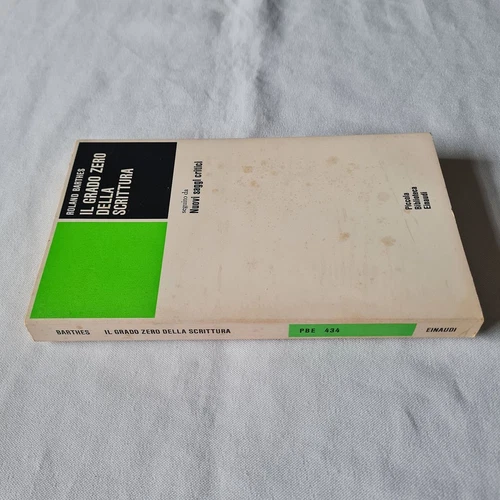 ROLAND BARTHES
IL GRADO ZERO
DELLA
SCRITTURA
seguito da
Nuovi saggi critici
Piccola
Biblioteca
Einaudi
BARTHES IL GRADO ZERO DELLA SCRITTURA PBE 434 EINAUDI